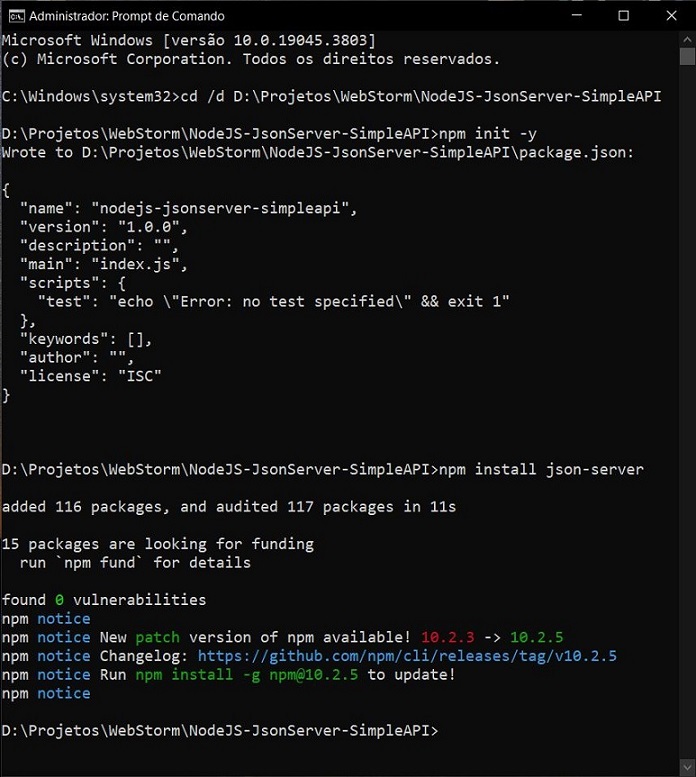 Administrador: Prompt de Comando
Microsoft Windows [versão 10.0.19045.3803]
(c) Microsoft Corporation. Todos os direitos reservados.
C:\Windows\system32>cd /d D:\Projetos\WebStorm\NodeJS-JsonServer-SimpleAPI
D:\Projetos\WebStorm\NodeJS-JsonServer-SimpleAPI>npm init -y
Wrote to D:\Projetos\WebStorm\NodeJS-JsonServer-SimpleAPI\package.json:
{
  "name": "nodejs-jsonserver-simpleapi",
  "version": "1.0.0",
  "description": "",
  "main": "index.js",
  "scripts": {
    "test": "echo \"Error: no test specified\" && exit 1"
  },
  "keywords": [],
  "author": "",
  "license": "ISC"
}
D:\Projetos\WebStorm\NodeJS-JsonServer-SimpleAPI>npm install json-server
added 116 packages, and audited 117 packages in 11s
15 packages are looking for funding
  run `npm fund` for details
found 0 vulnerabilities
npm notice
npm notice New patch version of npm available! 10.2.3 -> 10.2.5
npm notice Changelog: https://github.com/npm/cli/releases/tag/v10.2.5
npm notice Run npm install -g npm@10.2.5 to update!
npm notice
D:\Projetos\WebStorm\NodeJS-JsonServer-SimpleAPI>